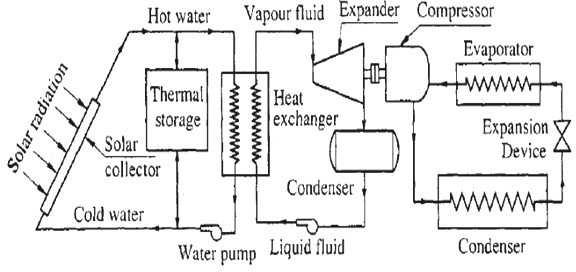 Hot water
Vapour fluid
Expander
Compressor
Evaporator
Solar radiation
Thermal
storage
Heat
exchanger
Solar
collector
Expansion
Device
Condenser
Cold water
Water pump
Liquid fluid
Condenser